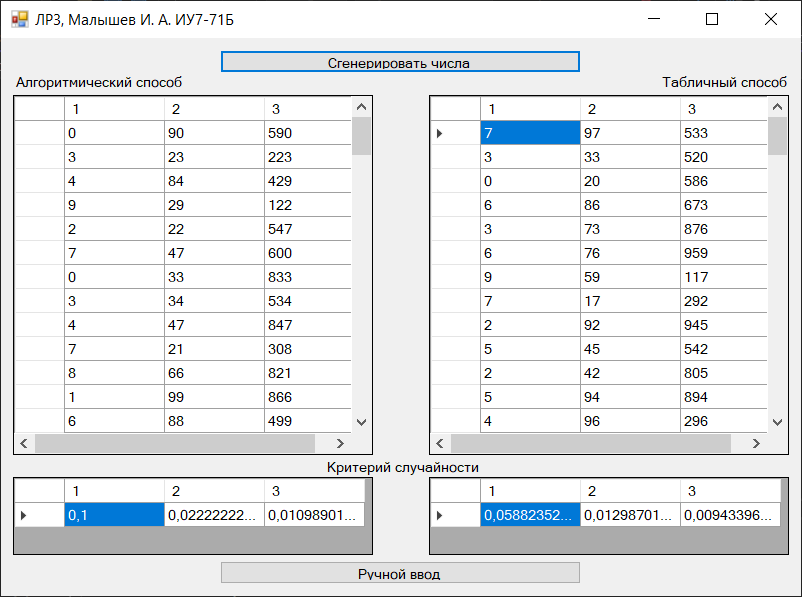 ЛР3, Малышев И. А. ИУ7-71Б
Сгенерировать числа
Алгоритмический способ
1 2 3
0 90 590
3 23 223
4 84 429
9 29 122
2 22 547
7 47 600
0 33 833
3 34 534
4 47 847
7 21 308
8 66 821
1 99 866
6 88 499
Табличный способ
1 2 3
7 97 533
3 33 520
0 20 586
6 86 673
3 73 876
6 76 959
9 59 117
7 17 292
2 92 945
5 45 542
2 42 805
5 94 894
4 96 296
Критерий случайности
1 2 3
0,1 0,02222222... 0,01098901...
1 2 3
0,05882352... 0,01298701... 0,00943396...
Ручной ввод